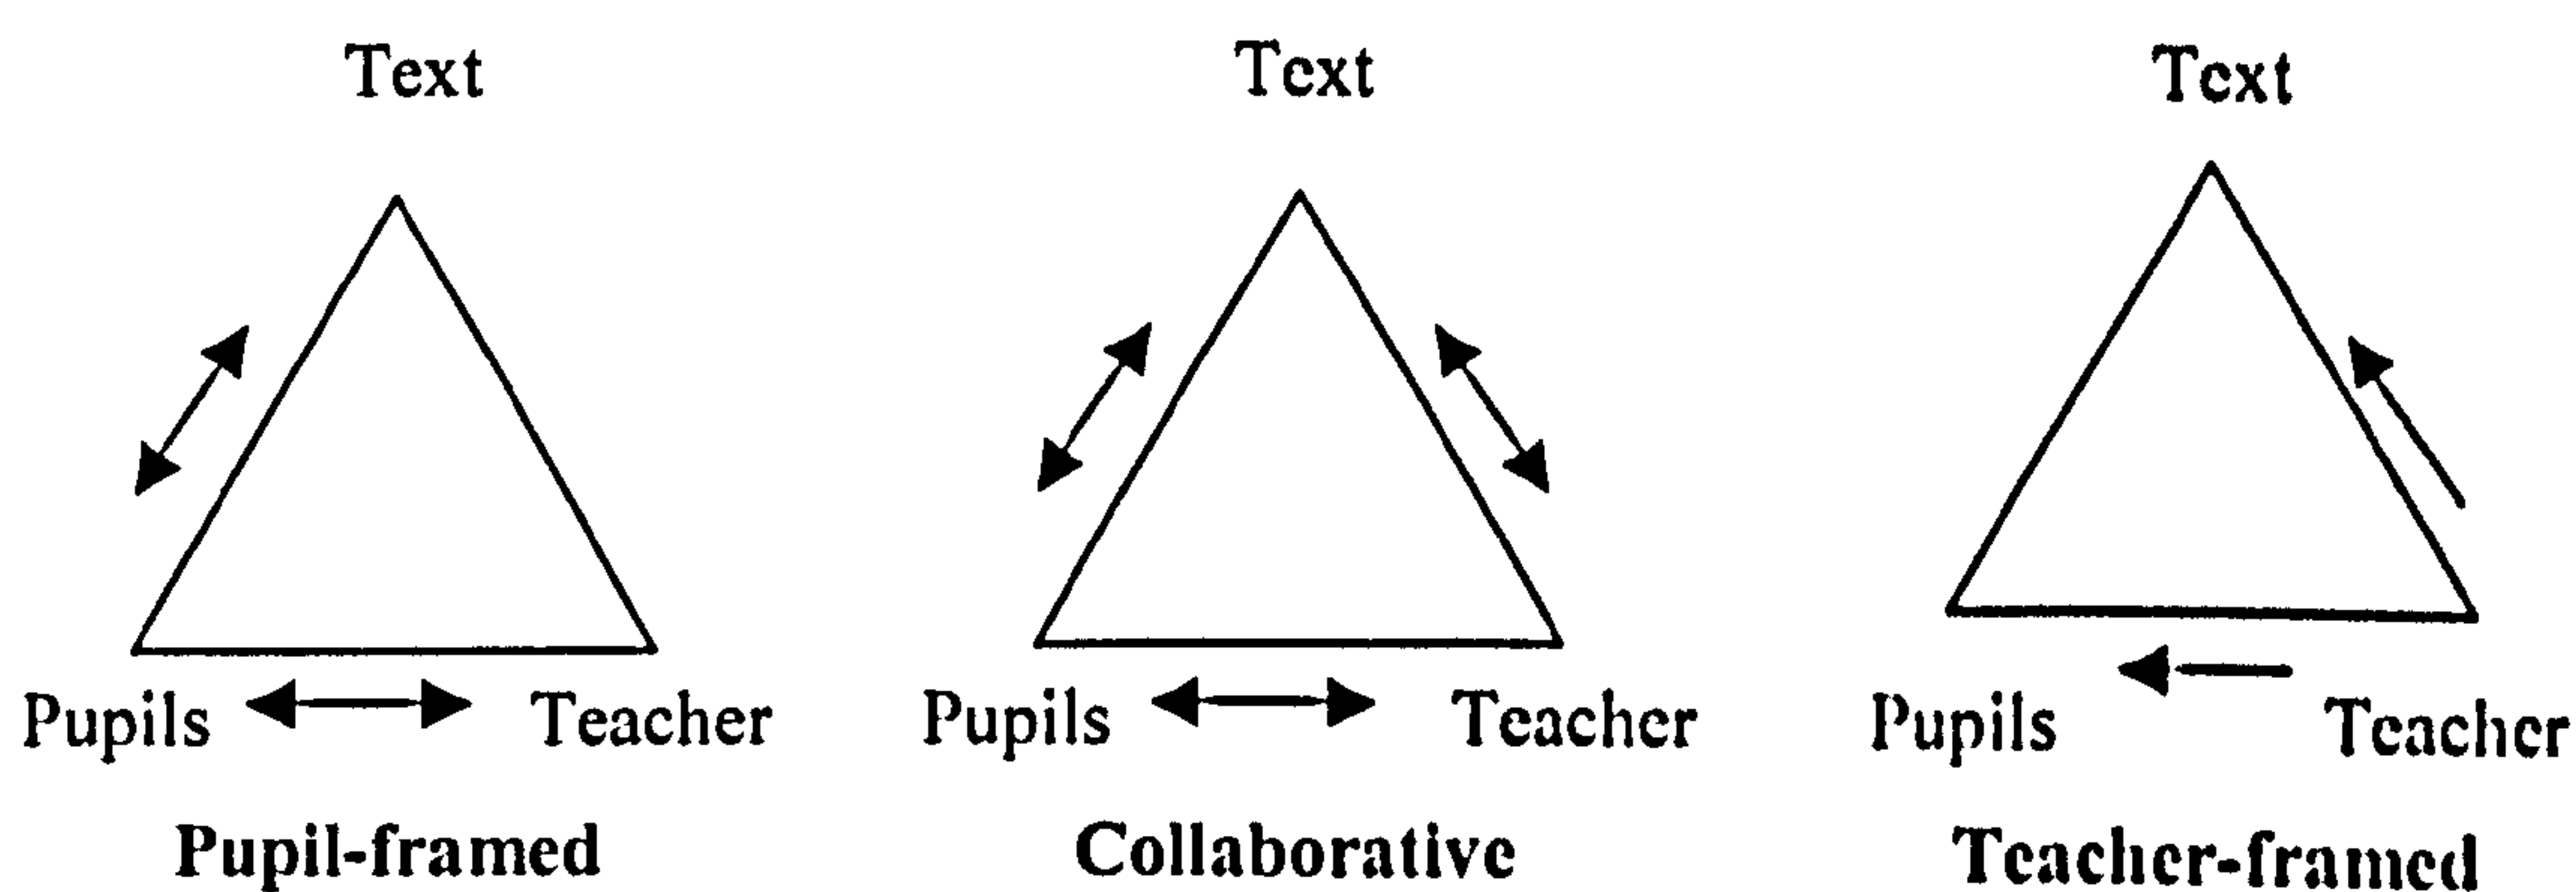 Text Text Text
Pupils Teacher Pupils Teacher Pupils Teacher
Pupil-framed Collaborative Teacher-framed